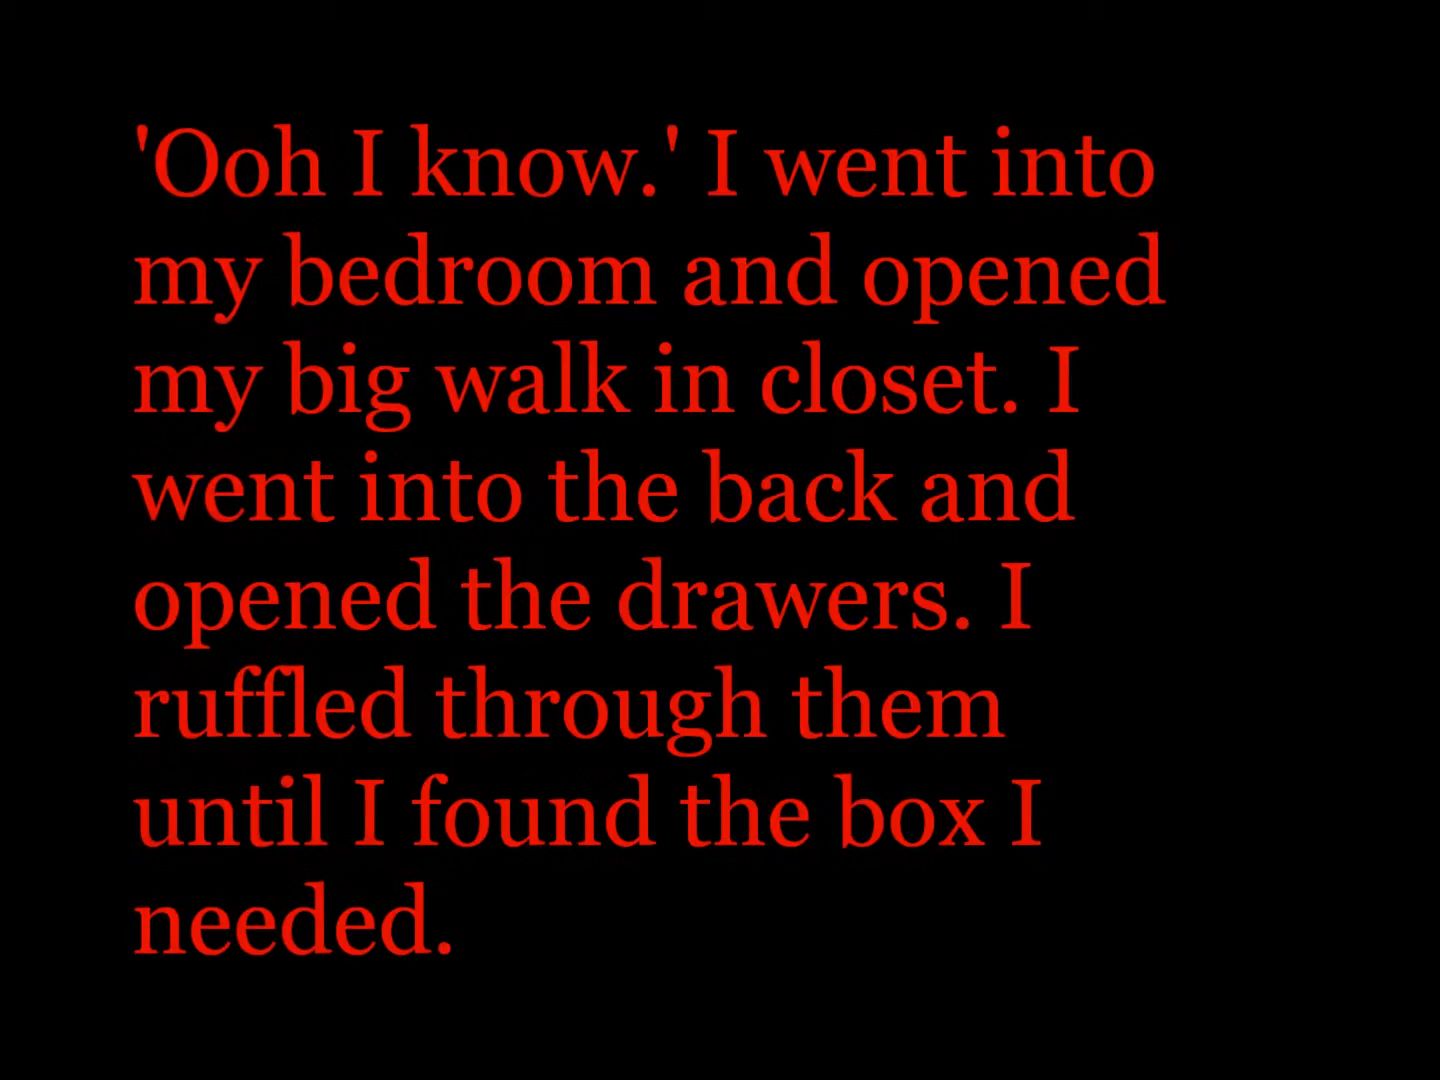 'Ooh I know.' I went into
my bedroom and opened
my big walk in closet. I
went into the back and
opened the drawers. I
ruffled through them
until I found the box I
needed.